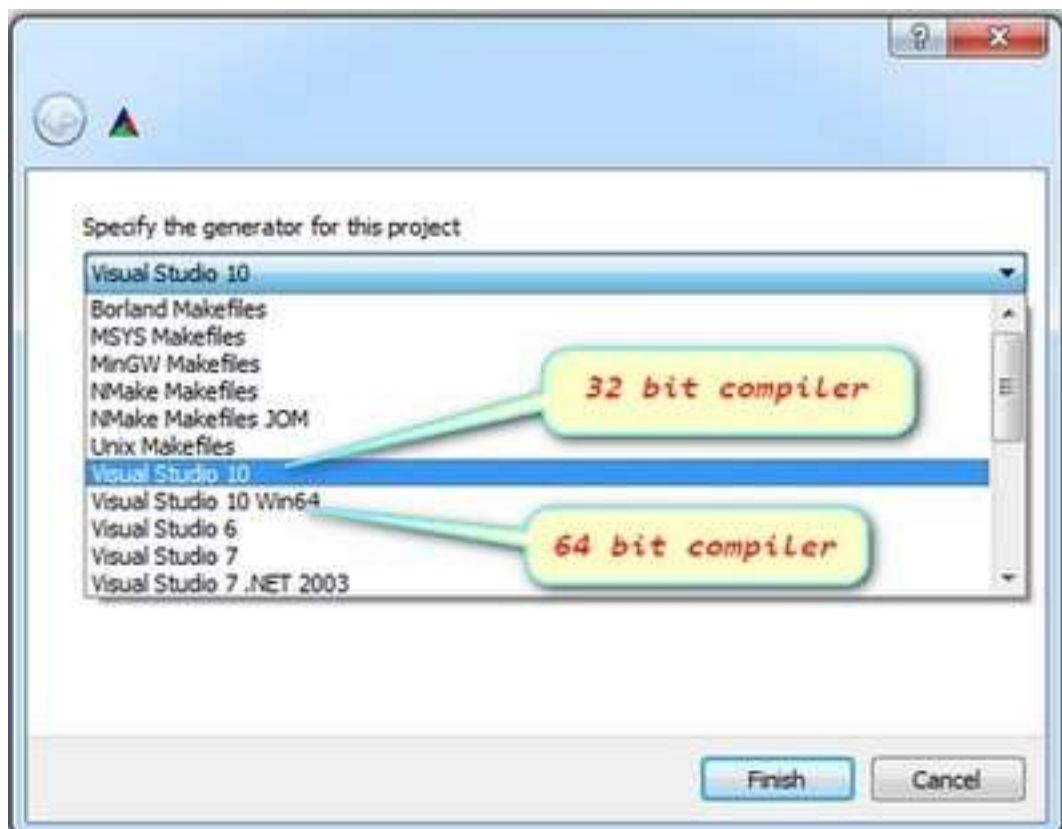 Specify the generator for this project
Visual Studio 10
Borland Makefiles
MSYS Makefiles
MinGW Makefiles
NMake Makefiles
NMake Makefiles JOM
Unix Makefiles
Visual Studio 10
Visual Studio 10 Win64
Visual Studio 6
Visual Studio 7
Visual Studio 7 .NET 2003
32 bit compiler
64 bit compiler
Finish
Cancel